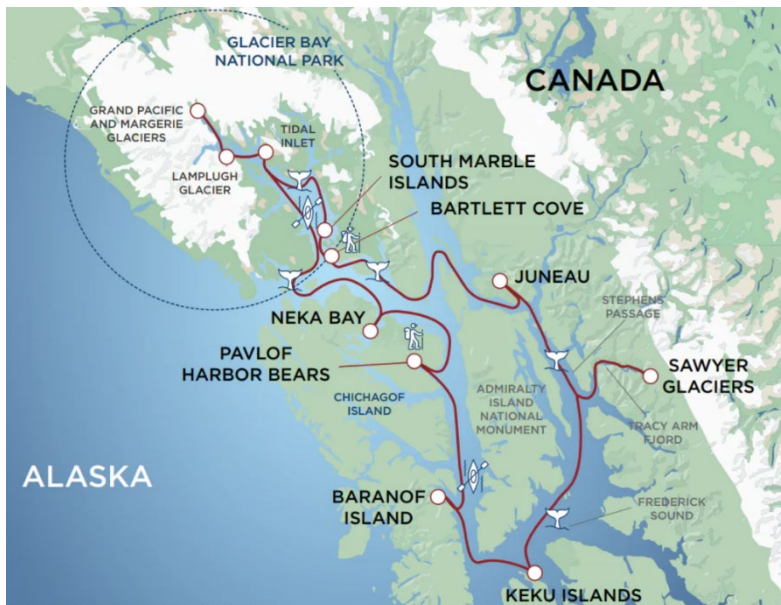 GLACIER BAY
NATIONAL PARK
CANADA
GRAND PACIFIC
AND MARGERIE
GLACIERS
TIDAL
INLET
LAMPLUGH
GLACIER
SOUTH MARBLE
ISLANDS
BARTLETT COVE
JUNEAU
STEPHENS
PASSAGE
NEKA BAY
PAVLOF
HARBOR BEARS
SAWYER
GLACIERS
CHICHAGOF
ISLAND
ADMIRALTY
ISLAND
NATIONAL
MONUMENT
TRACY ARM
FJORD
ALASKA
BARANOF
ISLAND
FREDERICK
SOUND
KEKU ISLANDS